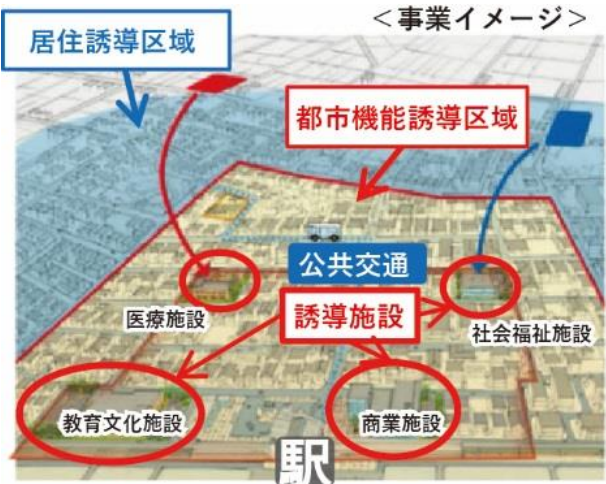 ＜事業イメージ＞
居住誘導区域
都市機能誘導区域
公共交通
医療施設
誘導施設
社会福祉施設
教育文化施設
商業施設
駅